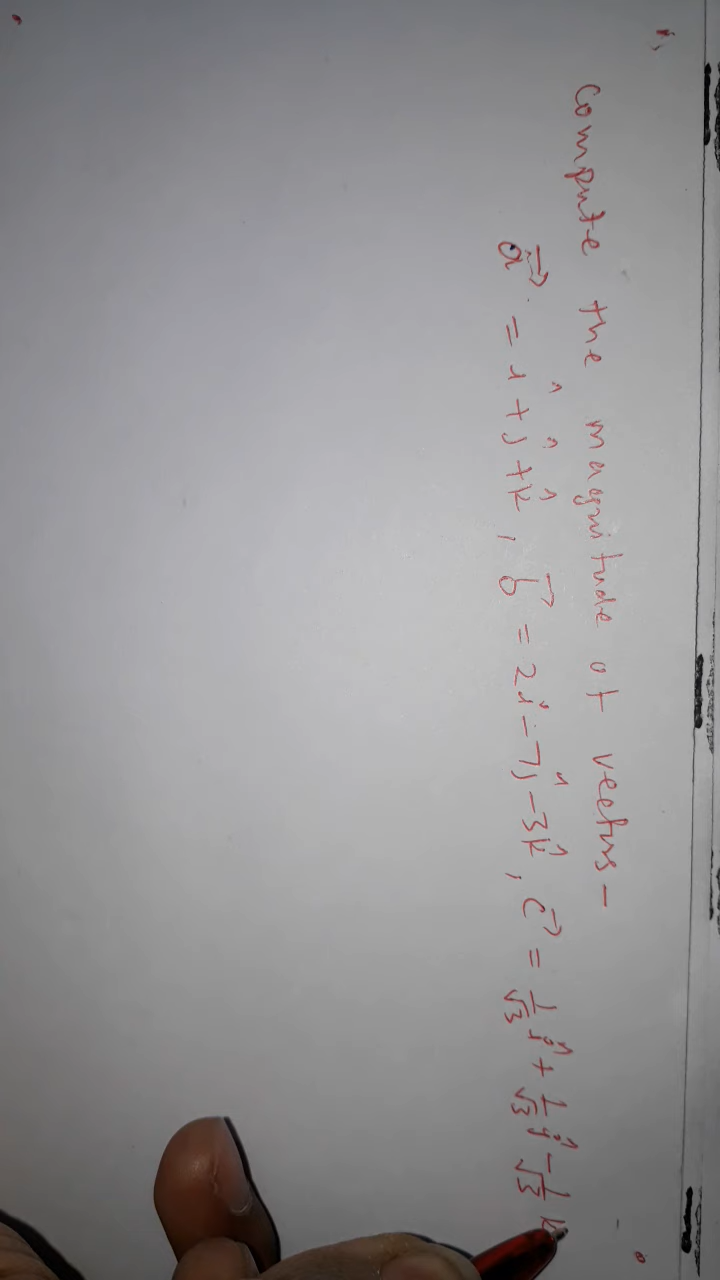 Compute the magnitude of vectors-
a⃗ = î + ĵ + k̂, b⃗ = 2î - 7ĵ - 3k̂, c⃗ = 1/√3 î + 1/√3 ĵ - 1/√3 k